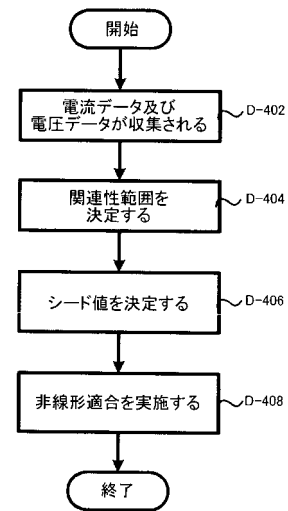 開始
電流データ及び
電圧データが収集される
D-402
関連性範囲を
決定する
D-404
シード値を決定する
D-406
非線形適合を実施する
D-408
終了